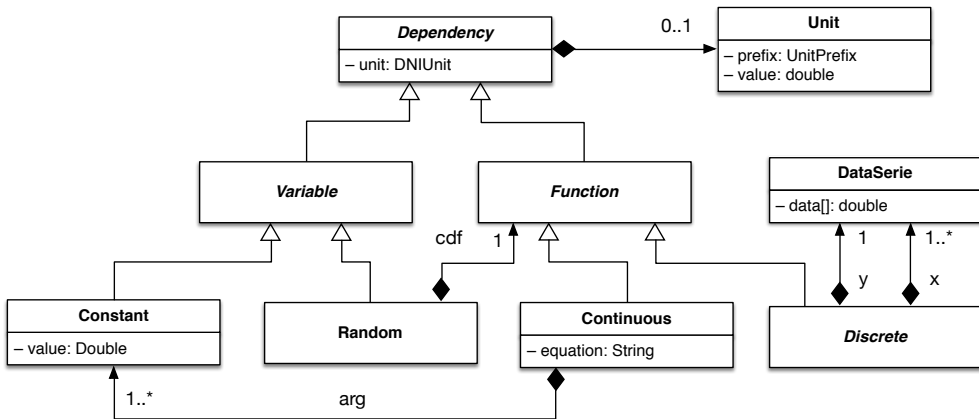 Dependency
– unit: DNIUnit
0..1
Unit
– prefix: UnitPrefix
– value: double
Variable
Function
DataSerie
– data[]: double
cdf
1
1
1..*
y
x
Constant
– value: Double
Random
Continuous
– equation: String
Discrete
1..*
arg